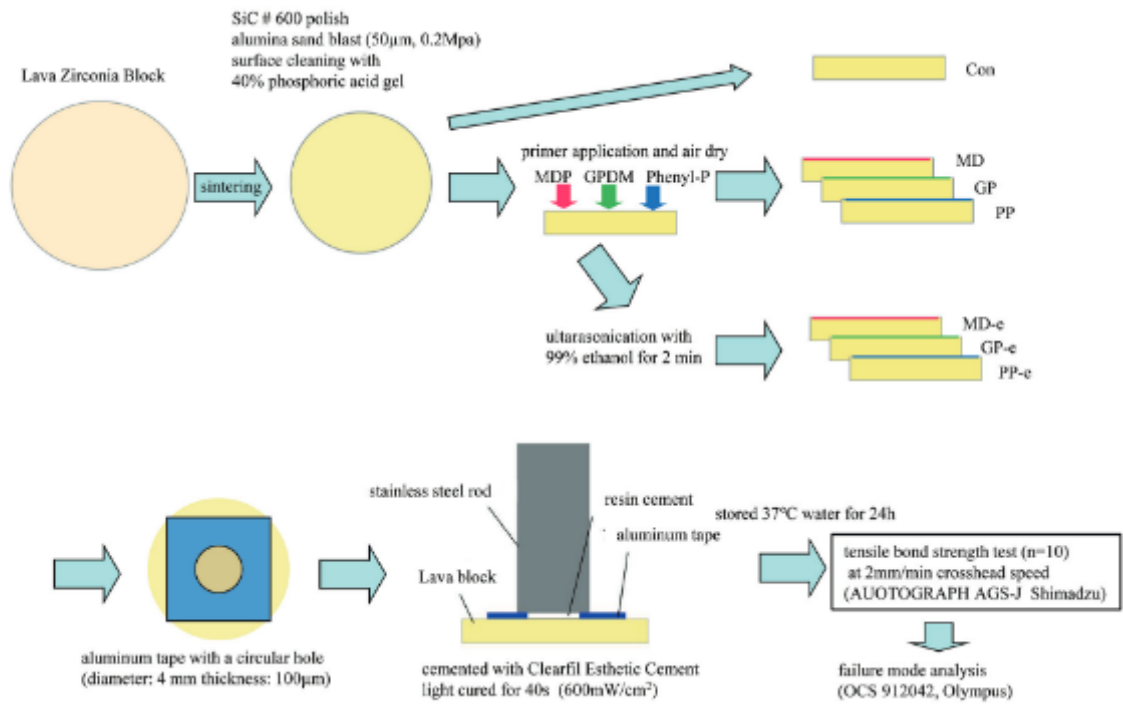 SiC # 600 polish
alumina sand blast (50μm, 0.2Mpa)
surface cleaning with
40% phosphoric acid gel
Lava Zirconia Block
sintering
Con
primer application and air dry
MDP GPDM Phenyl-P
MD
GP
PP
ultarasonication with
99% ethanol for 2 min
MD-e
GP-e
PP-e
stainless steel rod
resin cement
aluminum tape
Lava block
stored 37°C water for 24h
tensile bond strength test (n=10)
at 2mm/min crosshead speed
(AUOTOGRAPH AGS-J Shimadzu)
aluminum tape with a circular hole
(diameter: 4 mm thickness: 100μm)
cemented with Clearfil Esthetic Cement
light cured for 40s (600mW/cm²)
failure mode analysis
(OCS 912042, Olympus)